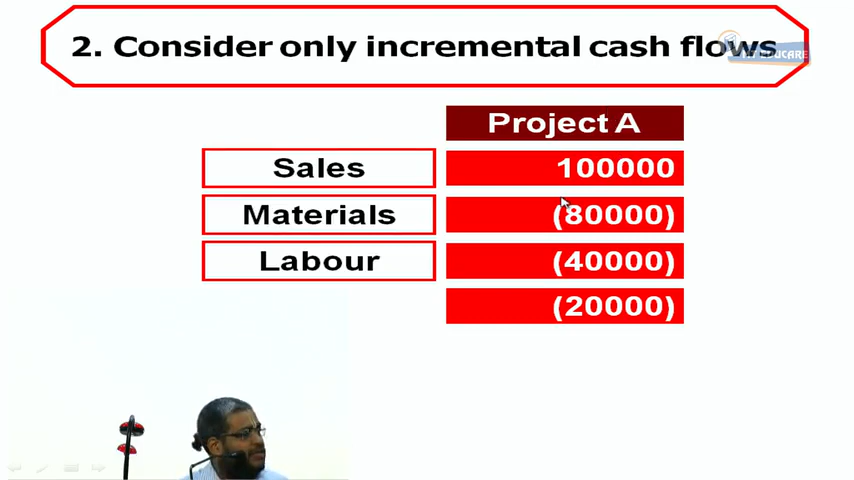 2. Consider only incremental cash flows
Project A
Sales 100000
Materials (80000)
Labour (40000)
(20000)